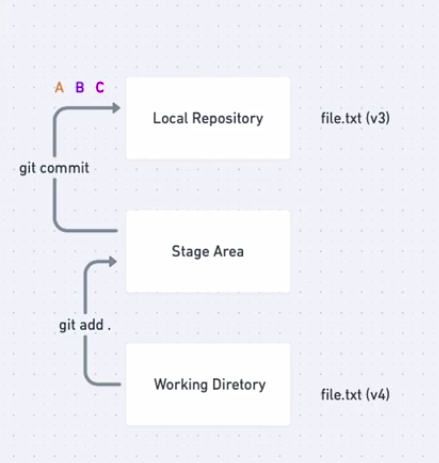 A B C
Local Repository
file.txt (v3)
git commit
Stage Area
git add .
Working Diretory
file.txt (v4)